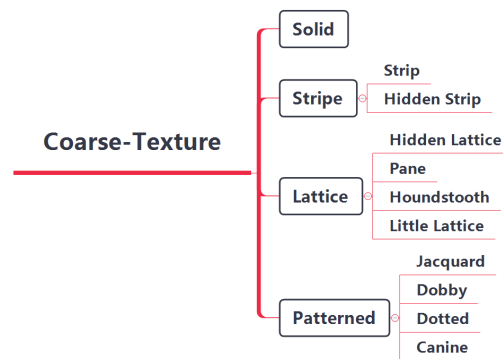 Coarse-Texture
Solid
Stripe
Strip
Hidden Strip
Lattice
Hidden Lattice
Pane
Houndstooth
Little Lattice
Patterned
Jacquard
Dobby
Dotted
Canine